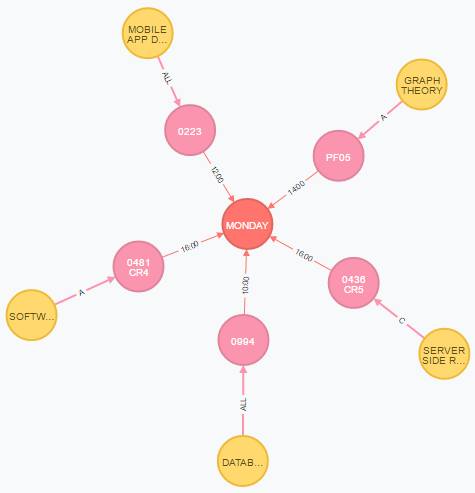 MOBILE
APP D...
ALL
0223
12:00
GRAPH
THEORY
A
PF05
14:00
MONDAY
0481
CR4
16:00
A
SOFTW...
0436
CR5
16:00
C
SERVER
SIDE R...
10:00
0994
ALL
DATAB...